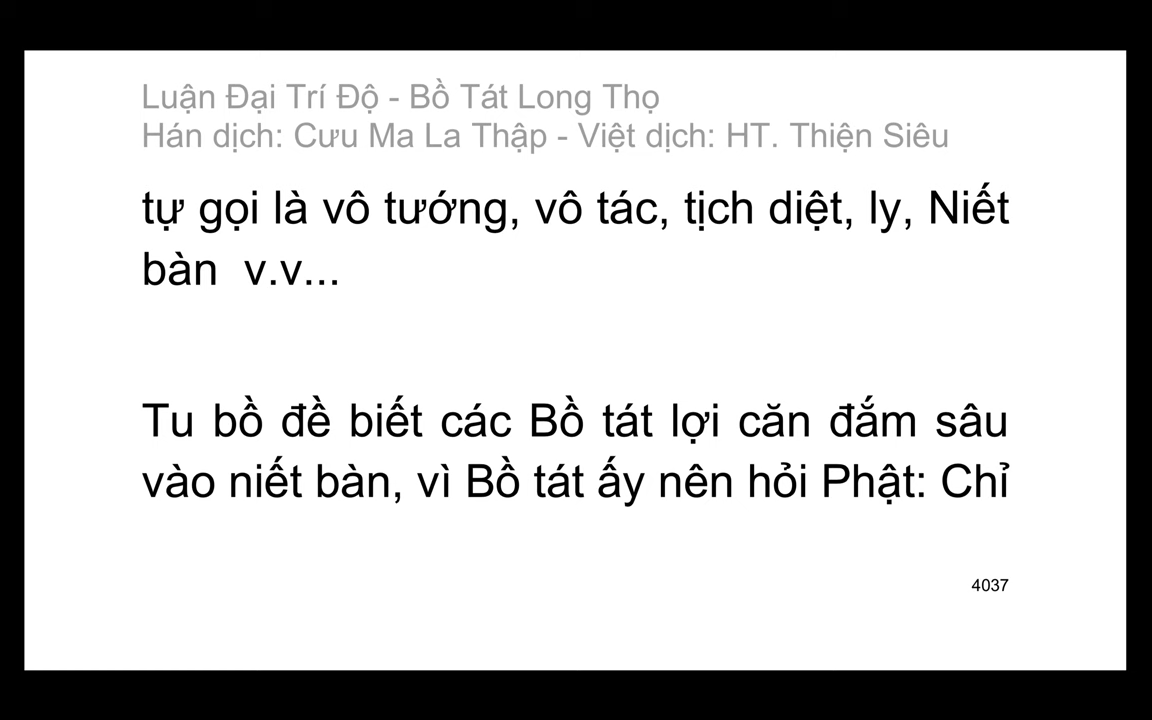 Luận Đại Trí Độ - Bồ Tát Long Thọ
Hán dịch: Cưu Ma La Thập - Việt dịch: HT. Thiện Siêu
tự gọi là vô tướng, vô tác, tịch diệt, ly, Niết
bàn v.v...
Tu bồ đề biết các Bồ tát lợi căn đắm sâu
vào niết bàn, vì Bồ tát ấy nên hỏi Phật: Chỉ
4037